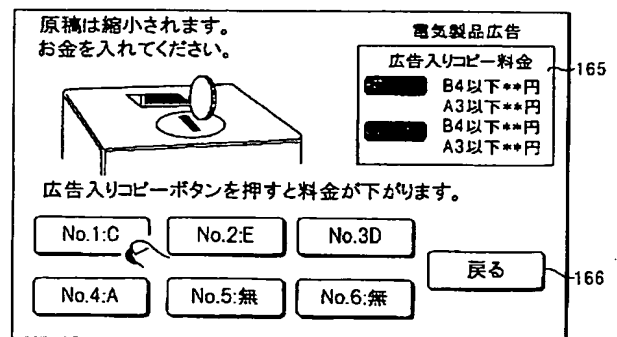 原稿は縮小されます。
お金を入れてください。
電気製品広告
広告入りコピー料金
B4以下**円
A3以下**円
B4以下**円
A3以下**円
165
広告入りコピーボタンを押すと料金が下がります。
No.1:C
No.2:E
No.3D
戻る
166
No.4:A
No.5:無
No.6:無